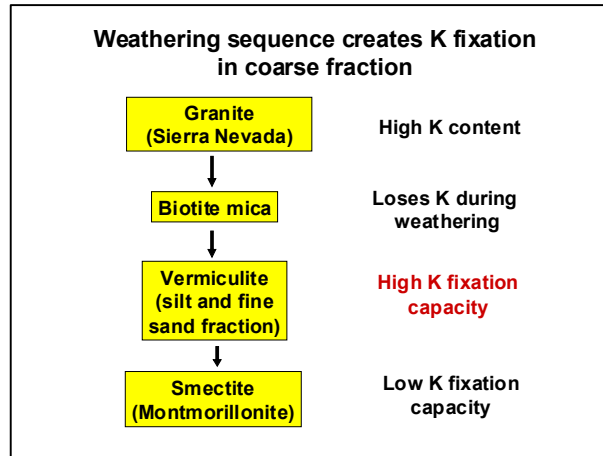 Weathering sequence creates K fixation
in coarse fraction
Granite
(Sierra Nevada)
High K content
Biotite mica
Loses K during
weathering
Vermiculite
(silt and fine
sand fraction)
High K fixation
capacity
Smectite
(Montmorillonite)
Low K fixation
capacity